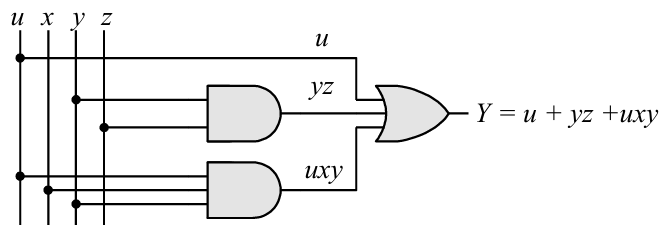 u x y z
u
yz
Y = u + yz +uxy
uxy